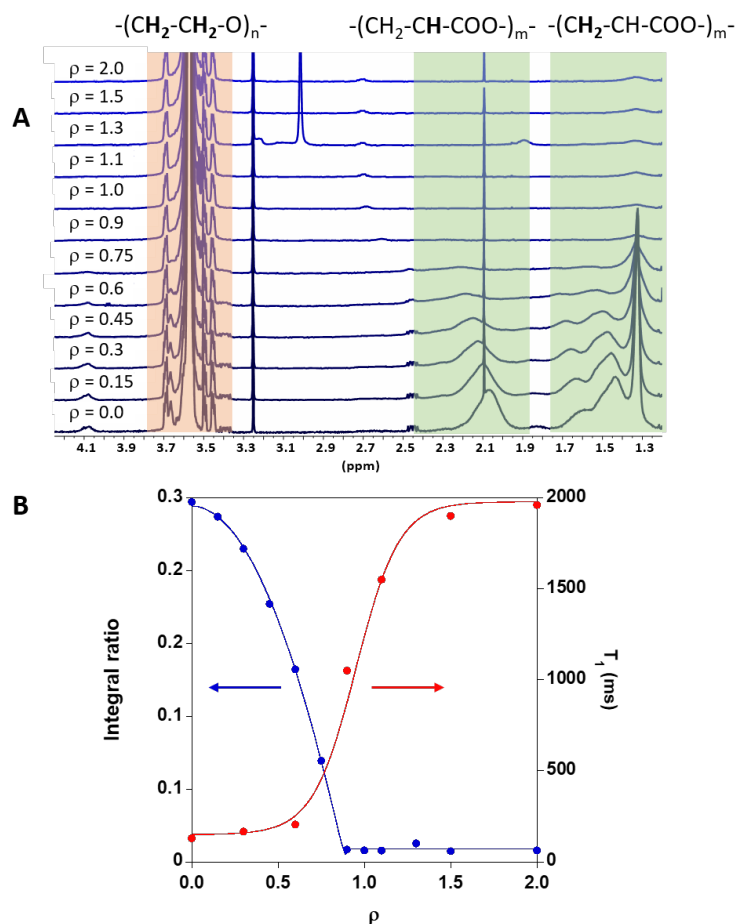 -(CH₂-CH₂-O)ₙ- -(CH₂-CH-COO-)ₘ- -(CH₂-CH-COO-)ₘ-
A
ρ = 2.0
ρ = 1.5
ρ = 1.3
ρ = 1.1
ρ = 1.0
ρ = 0.9
ρ = 0.75
ρ = 0.6
ρ = 0.45
ρ = 0.3
ρ = 0.15
ρ = 0.0
4.1 3.9 3.7 3.5 3.3 3.1 2.9 2.7 2.5 2.3 2.1 1.9 1.7 1.5 1.3
(ppm)
B
0.3 2000
0.2 1500
0.2
Integral ratio 1000 T₁ (ms)
0.1
0.1 500
0 0
0.0 0.5 1.0 1.5 2.0
ρ